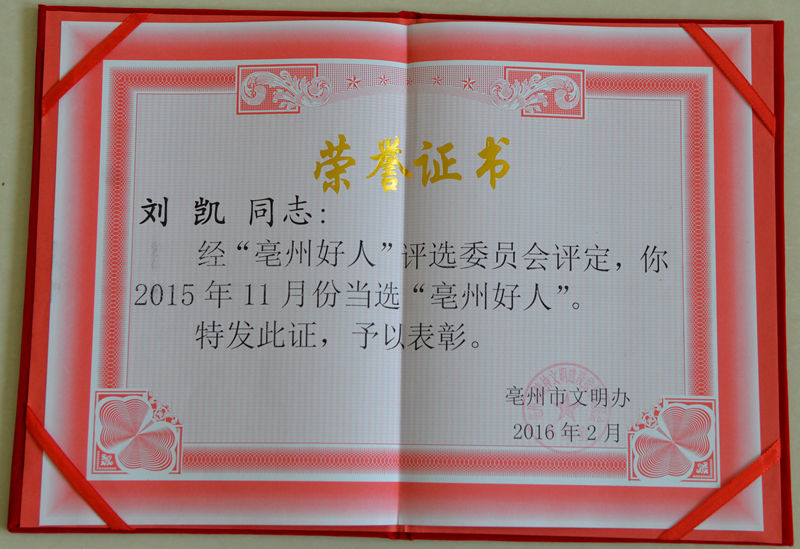 荣誉证书
刘 凯 同志:
经“亳州好人”评选委员会评定，你
2015年11月份当选“亳州好人”。
特发此证，予以表彰。
亳州市文明办
2016年2月